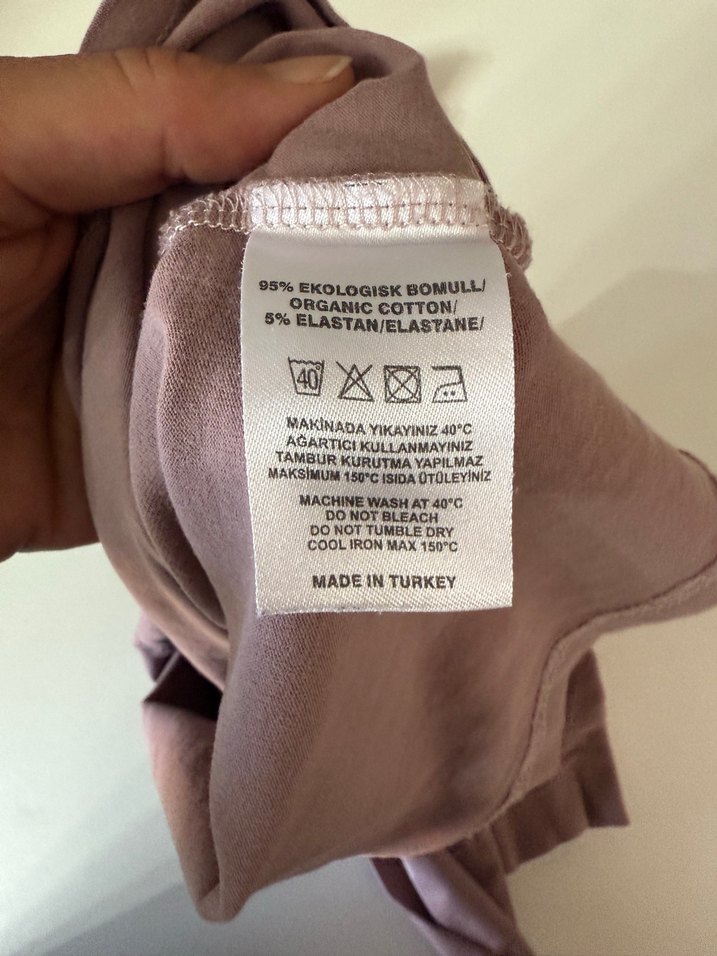 95% EKOLOGISK BOMULL/
ORGANIC COTTON/
5% ELASTAN/ELASTANE/
40°
MAKİNADA YIKAYINIZ 40°C
AĞARTICI KULLANMAYINIZ
TAMBUR KURUTMA YAPILMAZ
MAKSİMUM 150°C ISIDA ÜTÜLEYİNİZ
MACHINE WASH AT 40°C
DO NOT BLEACH
DO NOT TUMBLE DRY
COOL IRON MAX 150°C
MADE IN TURKEY